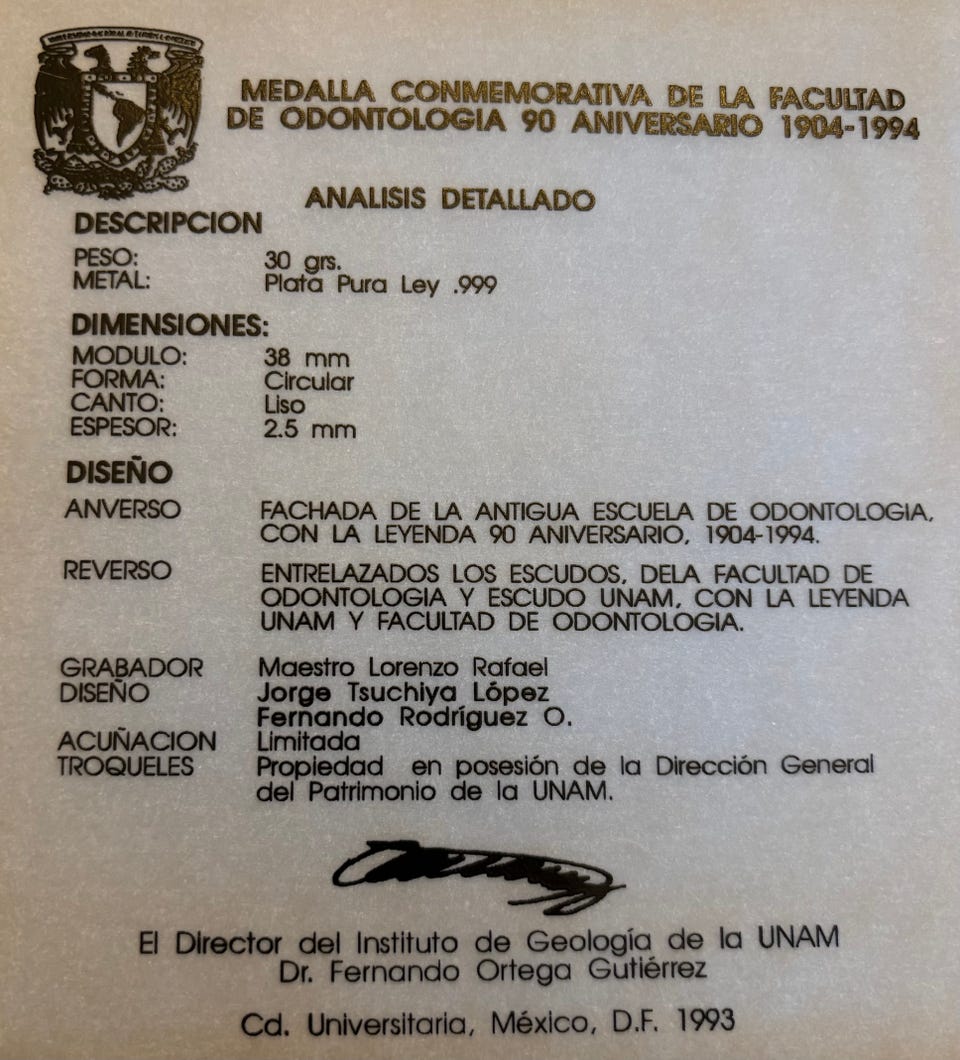 MEDALLA CONMEMORATIVA DE LA FACULTAD
DE ODONTOLOGIA 90 ANIVERSARIO 1904-1994
ANALISIS DETALLADO
DESCRIPCION
PESO: 30 grs.
METAL: Plata Pura Ley .999
DIMENSIONES:
MODULO: 38 mm
FORMA: Circular
CANTO: Liso
ESPESOR: 2.5 mm
DISEÑO
ANVERSO FACHADA DE LA ANTIGUA ESCUELA DE ODONTOLOGIA,
CON LA LEYENDA 90 ANIVERSARIO, 1904-1994.
REVERSO ENTRELAZADOS LOS ESCUDOS, DELA FACULTAD DE
ODONTOLOGIA Y ESCUDO UNAM, CON LA LEYENDA
UNAM Y FACULTAD DE ODONTOLOGIA.
GRABADOR Maestro Lorenzo Rafael
DISEÑO Jorge Tsuchiya López
Fernando Rodríguez O.
ACUÑACION Limitada
TROQUELES Propiedad en posesión de la Dirección General
del Patrimonio de la UNAM.
El Director del Instituto de Geología de la UNAM
Dr. Fernando Ortega Gutiérrez
Cd. Universitaria, México, D.F. 1993